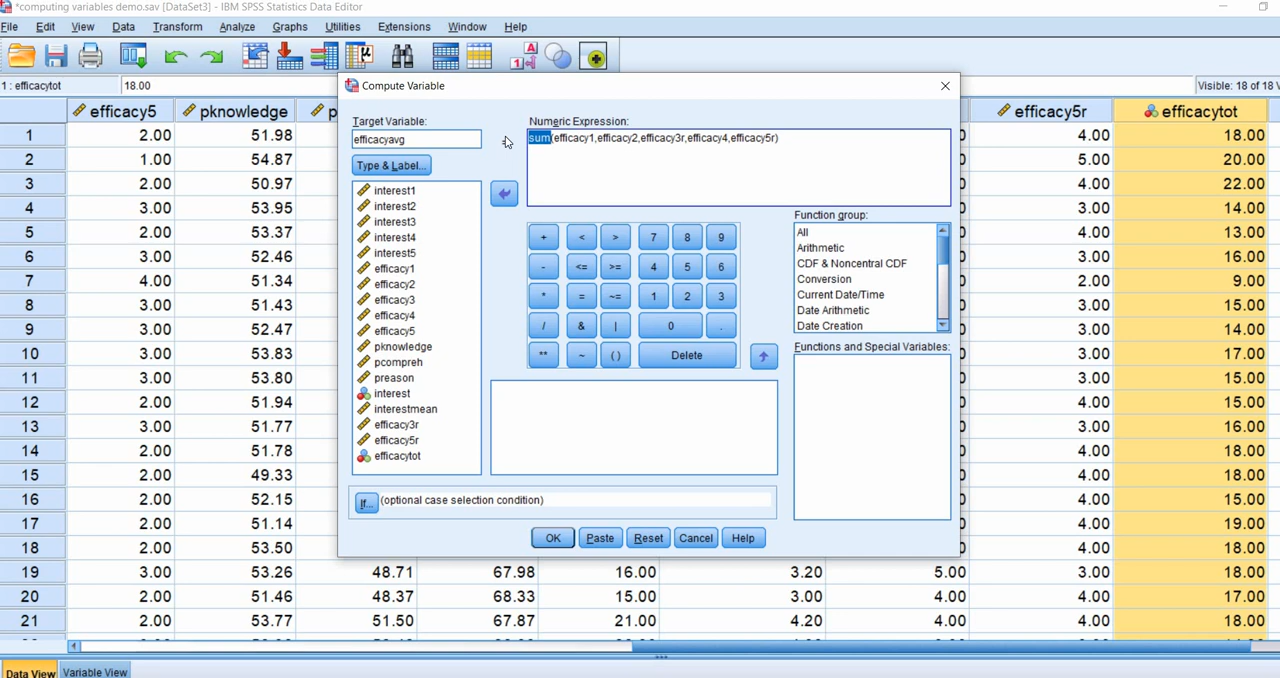 *computing variables demo.sav [DataSet3] - IBM SPSS Statistics Data Editor
File Edit View Data Transform Analyze Graphs Utilities Extensions Window Help
1 : efficacytot 18.00 Visible: 18 of 18 V
efficacy5 pknowledge p efficacy5r efficacytot
Compute Variable
Target Variable:
efficacyavg
Type & Label...
Numeric Expression:
sum(efficacy1,efficacy2,efficacy3r,efficacy4,efficacy5r)
interest1
interest2
interest3
interest4
interest5
efficacy1
efficacy2
efficacy3
efficacy4
efficacy5
pknowledge
pcompreh
preason
interest
interestmean
efficacy3r
efficacy5r
efficacytot
+ < > 7 8 9
- <= >= 4 5 6
* = ~= 1 2 3
/ & | 0 .
** ~ ( ) Delete
Function group:
All
Arithmetic
CDF & Noncentral CDF
Conversion
Current Date/Time
Date Arithmetic
Date Creation
Functions and Special Variables:
If... (optional case selection condition)
OK Paste Reset Cancel Help
1 2.00 51.98 4.00 18.00
2 1.00 54.87 5.00 20.00
3 2.00 50.97 4.00 22.00
4 3.00 53.95 3.00 14.00
5 2.00 53.37 4.00 13.00
6 3.00 52.46 3.00 16.00
7 4.00 51.34 2.00 9.00
8 3.00 51.43 3.00 15.00
9 3.00 52.47 3.00 14.00
10 3.00 53.83 3.00 17.00
11 3.00 53.80 3.00 15.00
12 2.00 51.94 4.00 15.00
13 3.00 51.77 3.00 16.00
14 2.00 51.78 4.00 18.00
15 2.00 49.33 4.00 18.00
16 2.00 52.15 4.00 15.00
17 2.00 51.14 4.00 19.00
18 2.00 53.50 4.00 18.00
19 3.00 53.26 48.71 67.98 16.00 3.20 5.00 3.00 18.00
20 2.00 51.46 48.37 68.33 15.00 3.00 4.00 4.00 17.00
21 2.00 53.77 51.50 67.87 21.00 4.20 4.00 4.00 18.00
Data View Variable View